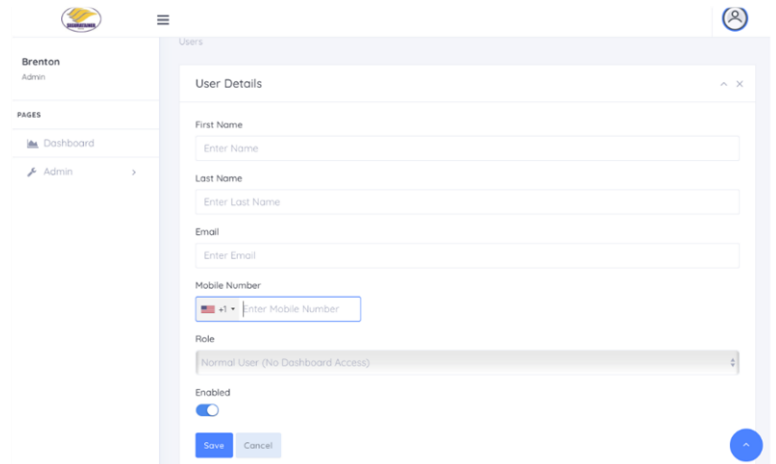 Users
Brenton
Admin
PAGES
Dashboard
Admin
User Details
First Name
Enter Name
Last Name
Enter Last Name
Email
Enter Email
Mobile Number
+1 Enter Mobile Number
Role
Normal User (No Dashboard Access)
Enabled
Save Cancel